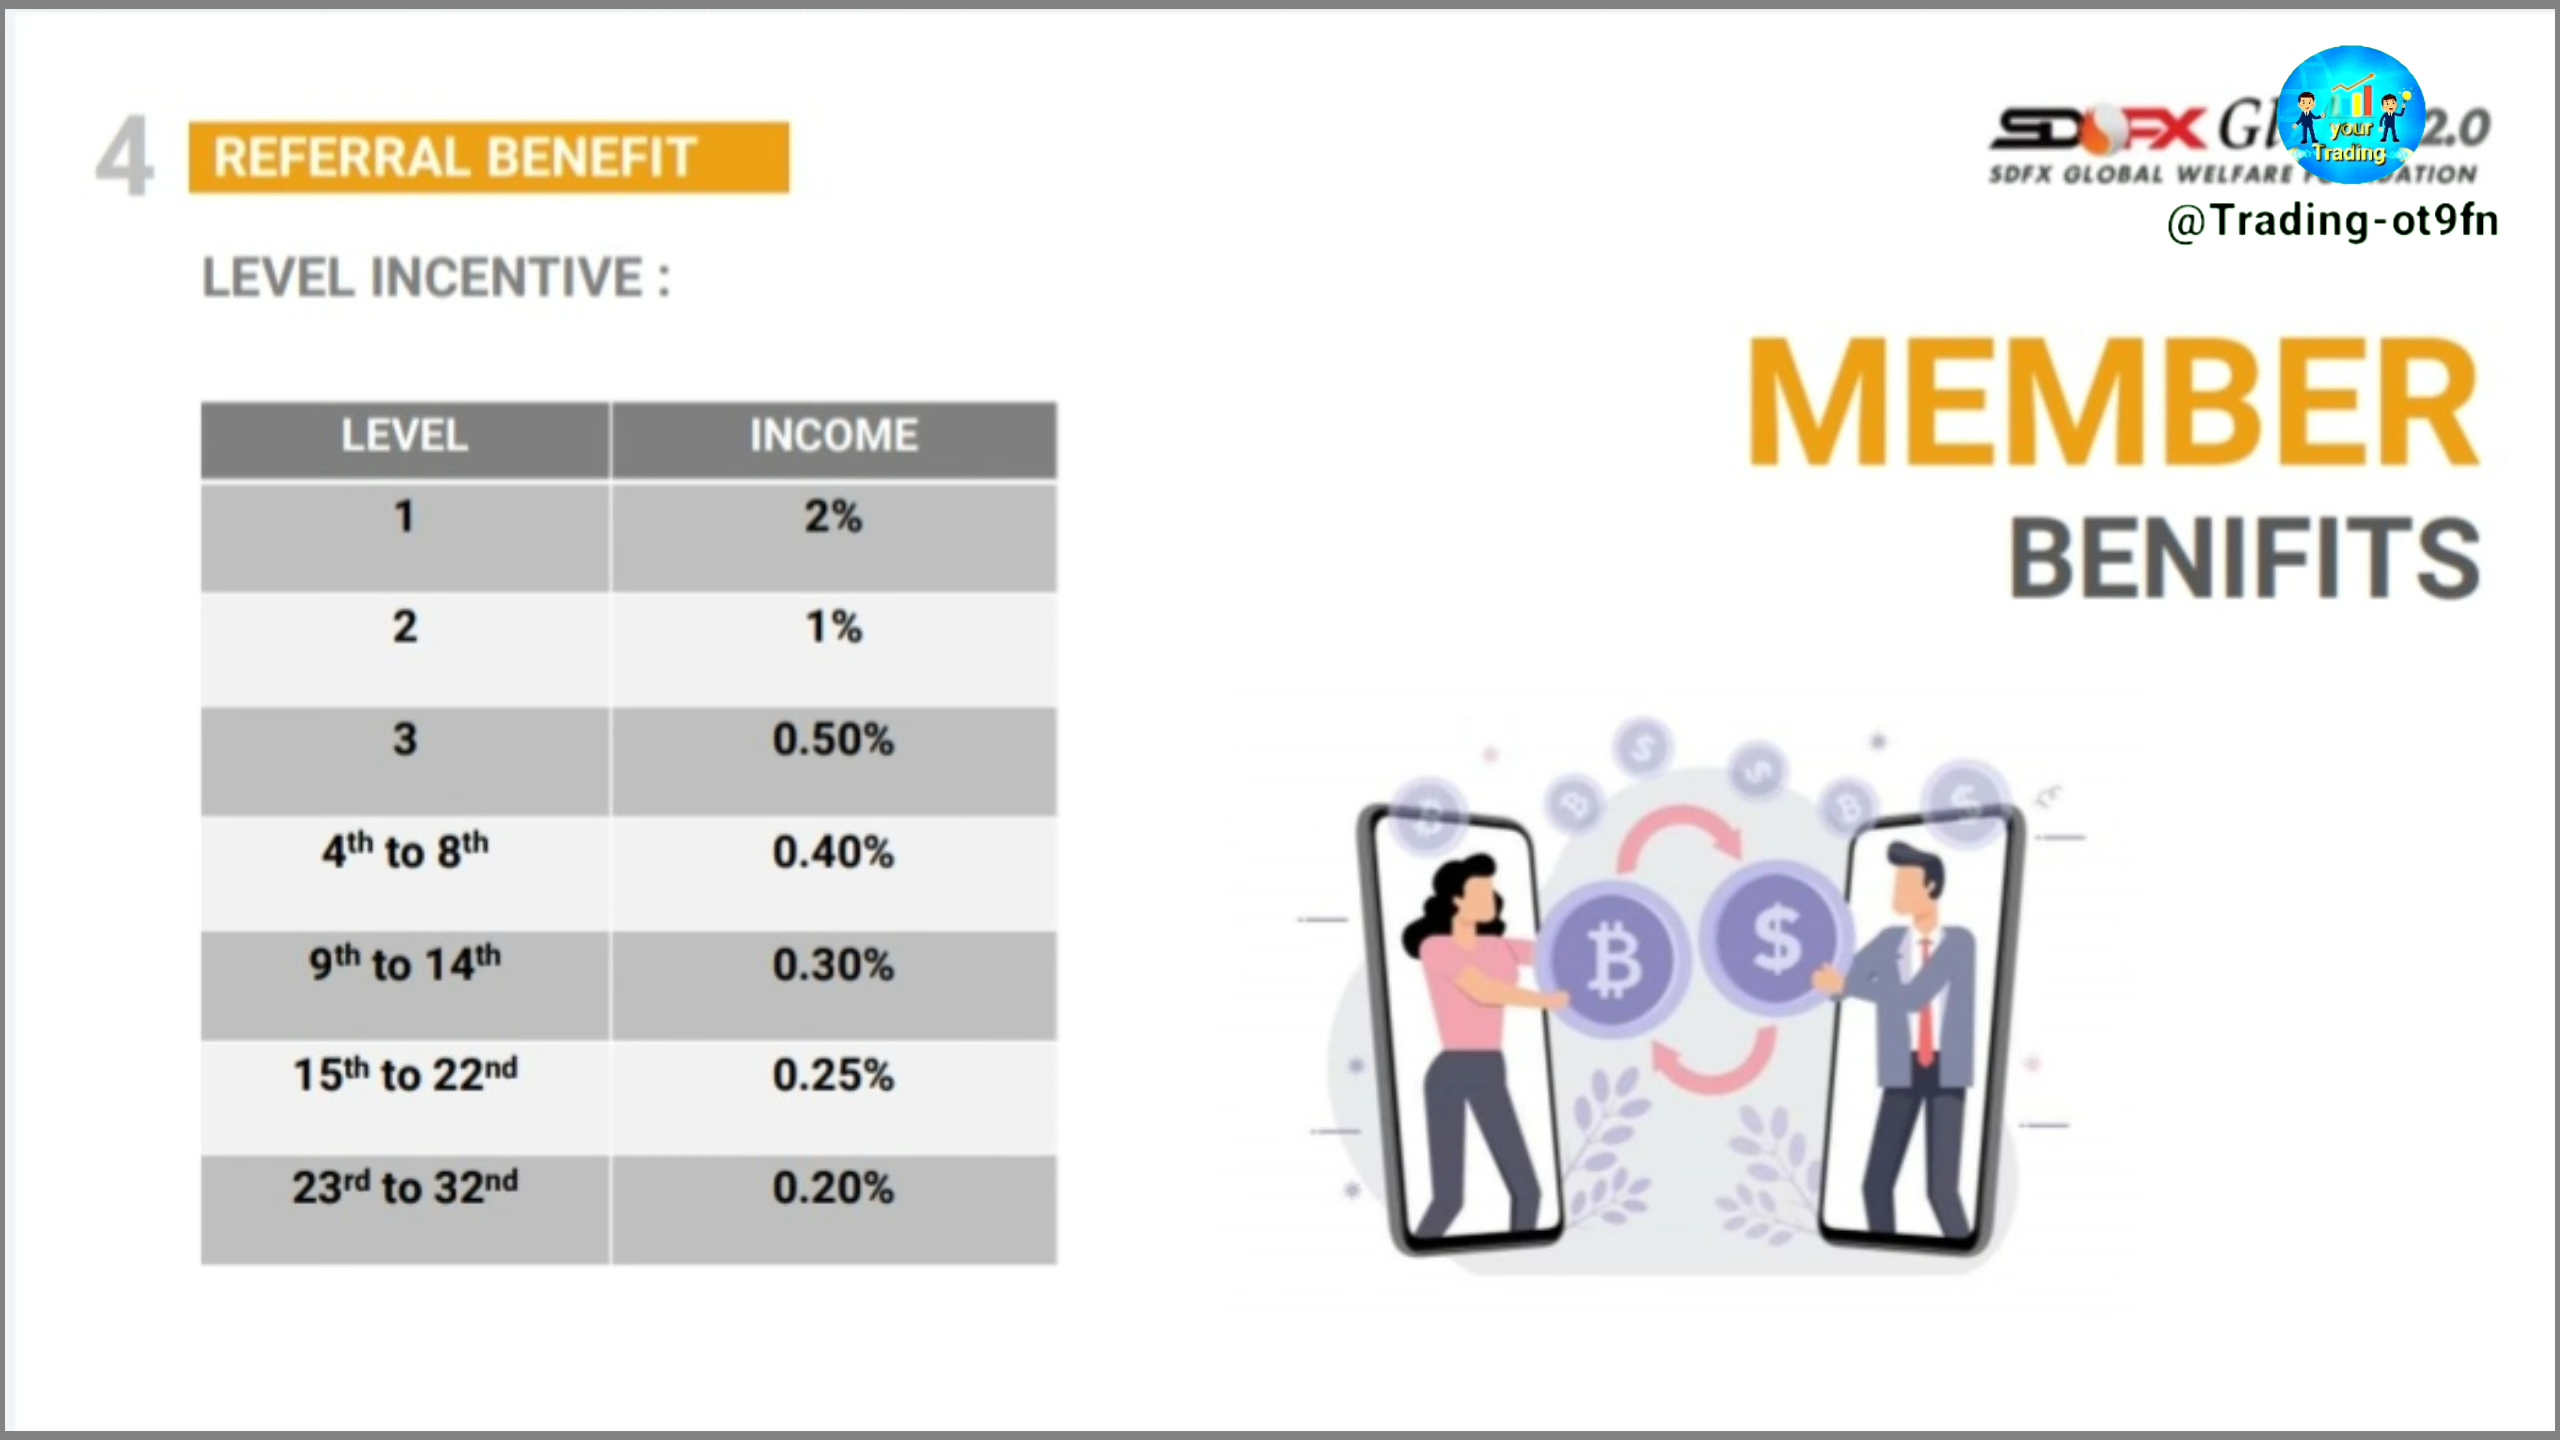 4 REFERRAL BENEFIT
LEVEL INCENTIVE :
LEVEL INCOME
1 2%
2 1%
3 0.50%
4th to 8th 0.40%
9th to 14th 0.30%
15th to 22nd 0.25%
23rd to 32nd 0.20%
SDFX 2.0
SDFX GLOBAL WELFARE
your
Trading
@Trading-ot9fn
MEMBER
BENIFITS